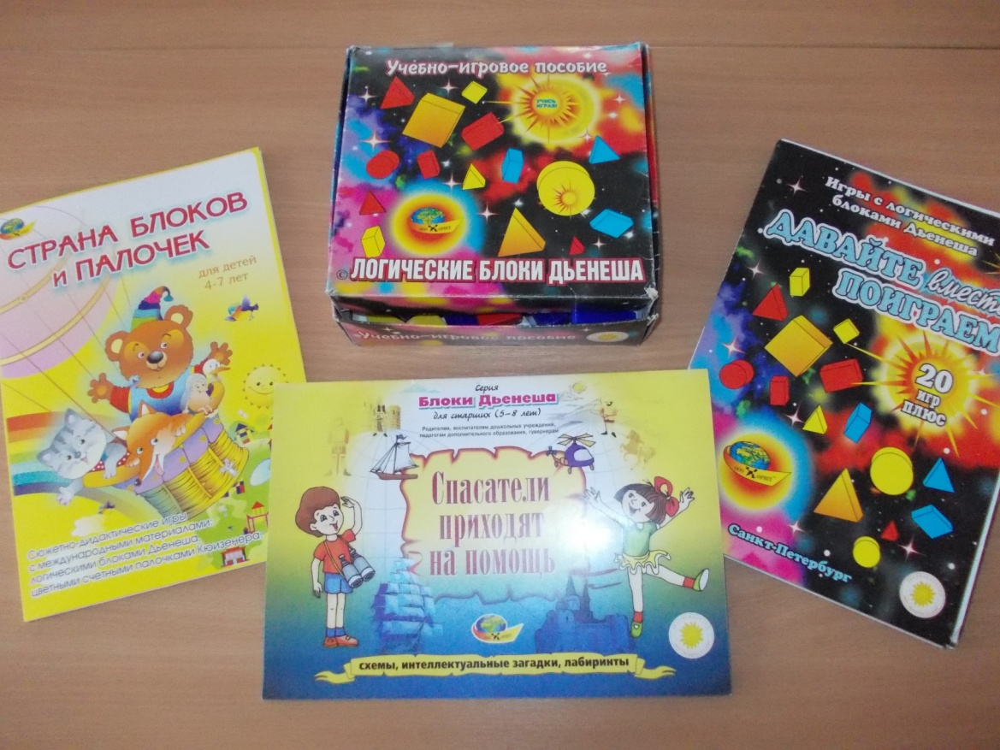 Учебно-игровое пособие
УЧИСЬ
ИГРАЯ!
© ЛОГИЧЕСКИЕ БЛОКИ ДЬЕНЕША
Учебно-игровое пособие
СТРАНА БЛОКОВ
и ПАЛОЧЕК
для детей
4-7 лет
Сюжетно-дидактические игры
с международными материалами:
логическими блоками Дьенеша,
цветными счетными палочками Кюизенера
Серия
Блоки Дьенеша
для старших (5-8 лет)
Родителям, воспитателям дошкольных учреждений,
педагогам дополнительного образования, гувернерам
Спасатели
приходят
на помощь
схемы, интеллектуальные загадки, лабиринты
Игры с логическими
блоками Дьенеша
ДАВАЙТЕ вмест
ПОИГРАЕМ
20
ИГР
ПЛЮС
Санкт-Петербург